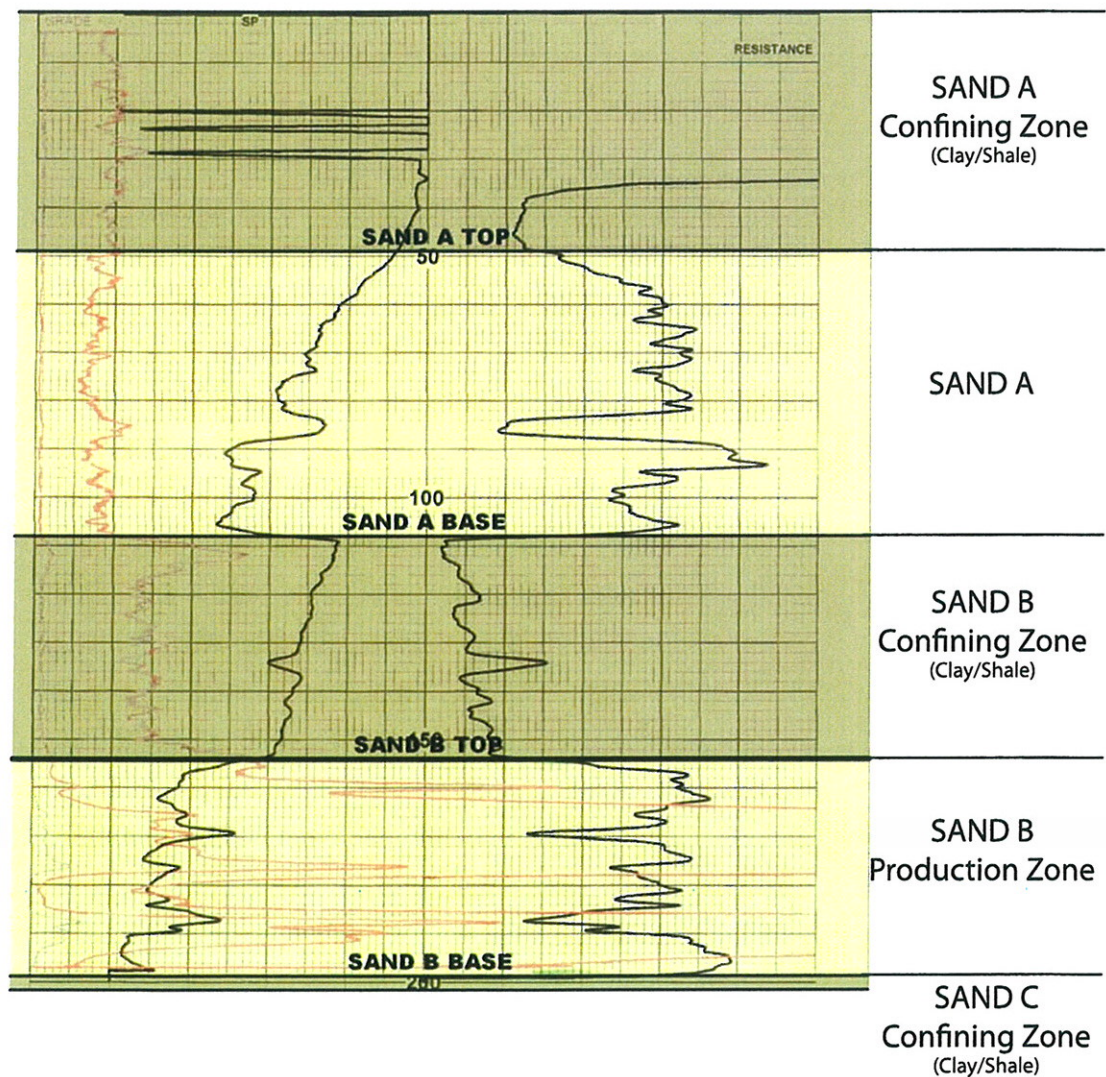 GRADE
SP
RESISTANCE
SAND A
Confining Zone
(Clay/Shale)
SAND A TOP
50
SAND A
100
SAND A BASE
SAND B
Confining Zone
(Clay/Shale)
150
SAND B TOP
SAND B
Production Zone
SAND B BASE
200
SAND C
Confining Zone
(Clay/Shale)